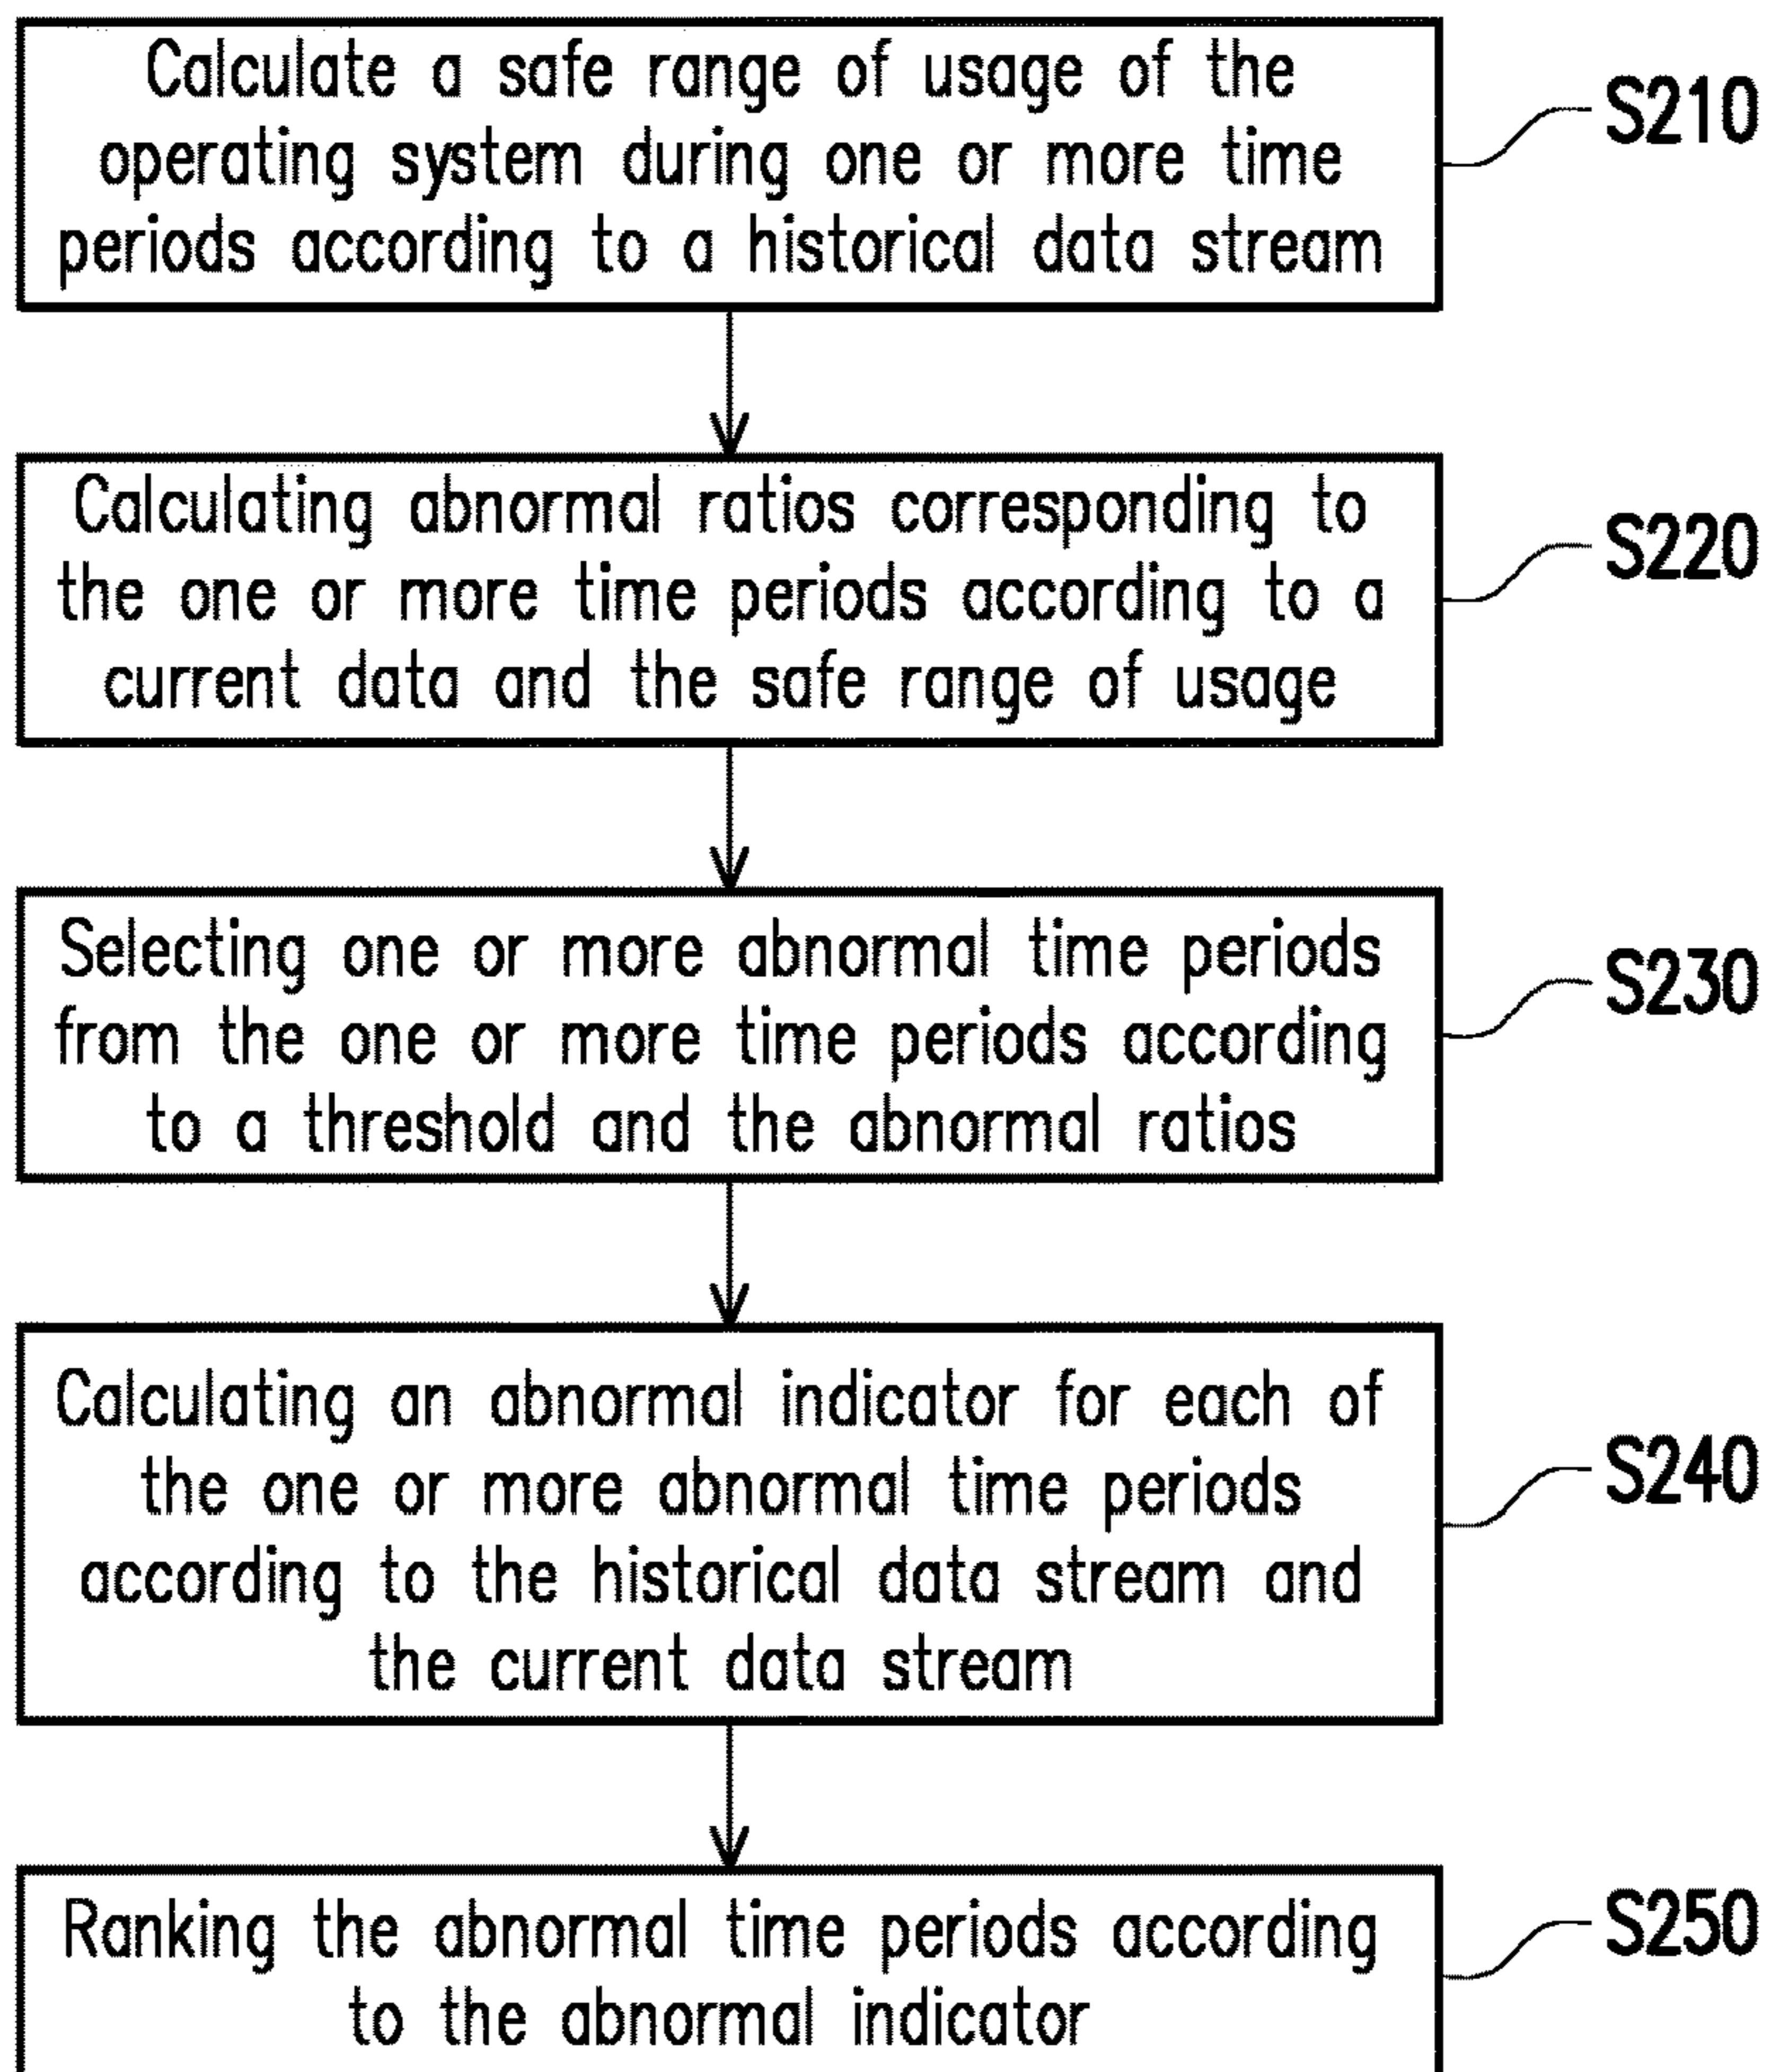 Calculate a safe range of usage of the
operating system during one or more time
periods according to a historical data stream
S210
Calculating abnormal ratios corresponding to
the one or more time periods according to a
current data and the safe range of usage
S220
Selecting one or more abnormal time periods
from the one or more time periods according
to a threshold and the abnormal ratios
S230
Calculating an abnormal indicator for each of
the one or more abnormal time periods
according to the historical data stream and
the current data stream
S240
Ranking the abnormal time periods according
to the abnormal indicator
S250